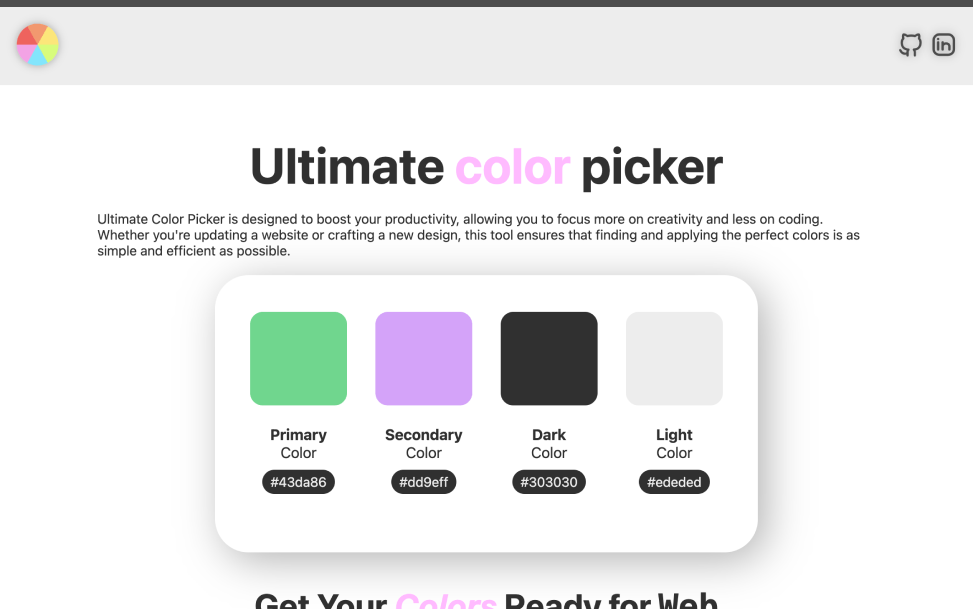 Ultimate color picker
Ultimate Color Picker is designed to boost your productivity, allowing you to focus more on creativity and less on coding.
Whether you're updating a website or crafting a new design, this tool ensures that finding and applying the perfect colors is as
simple and efficient as possible.
Primary
Color
#43da86
Secondary
Color
#dd9eff
Dark
Color
#303030
Light
Color
#ededed
Get Your Colors Ready for Web